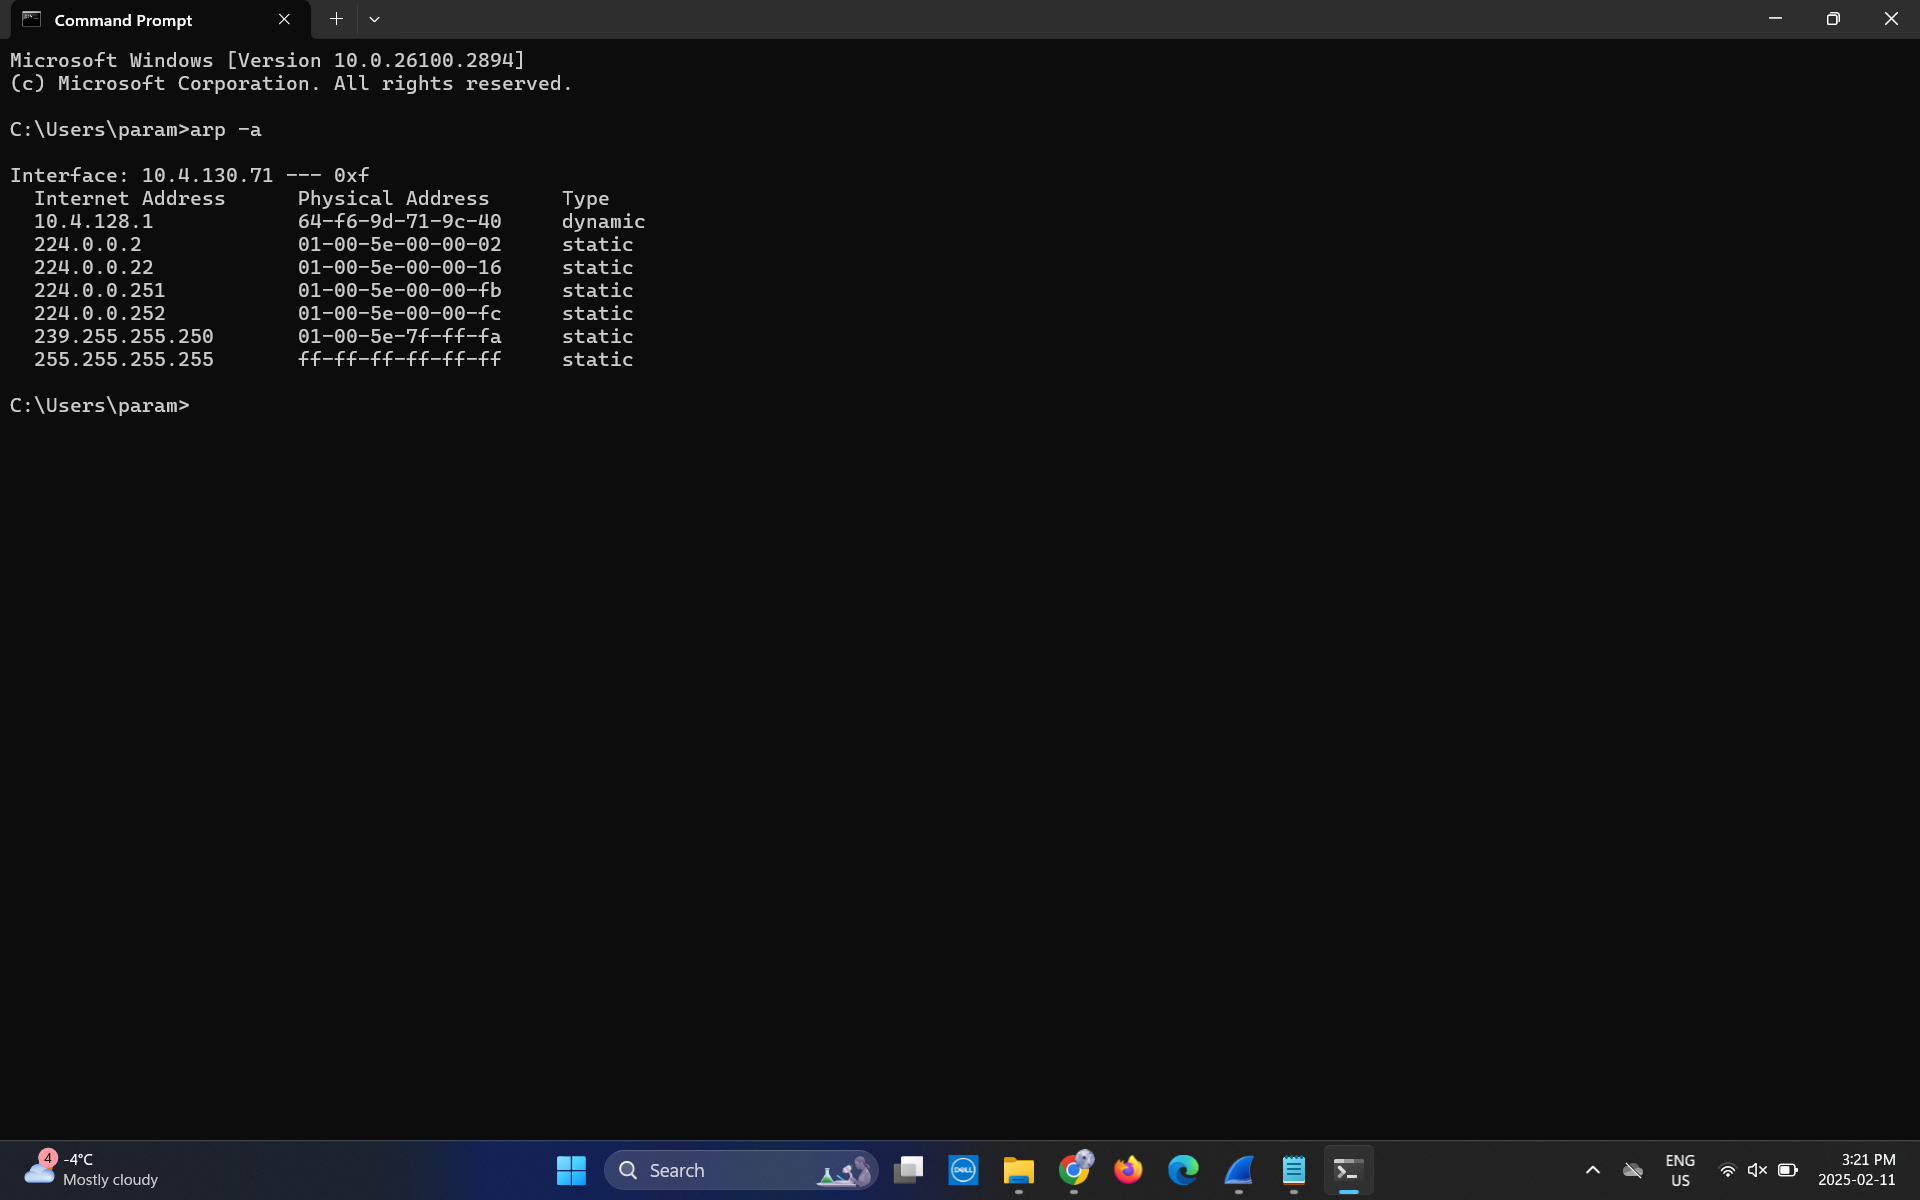 Command Prompt
Microsoft Windows [Version 10.0.26100.2894]
(c) Microsoft Corporation. All rights reserved.
C:\Users\param>arp -a
Interface: 10.4.130.71 --- 0xf
Internet Address Physical Address Type
10.4.128.1 64-f6-9d-71-9c-40 dynamic
224.0.0.2 01-00-5e-00-00-02 static
224.0.0.22 01-00-5e-00-00-16 static
224.0.0.251 01-00-5e-00-00-fb static
224.0.0.252 01-00-5e-00-00-fc static
239.255.255.250 01-00-5e-7f-ff-fa static
255.255.255.255 ff-ff-ff-ff-ff-ff static
C:\Users\param>
4
-4°C
Mostly cloudy
Search
DELL
ENG
US
3:21 PM
2025-02-11